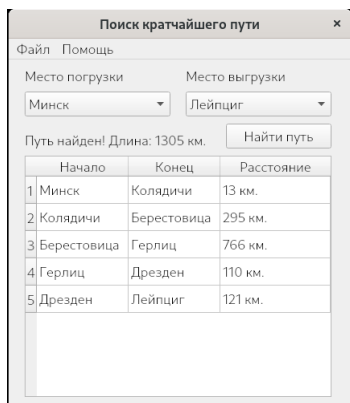 Поиск кратчайшего пути ×
Файл Помощь
Место погрузки Место выгрузки
Минск Лейпциг
Путь найден! Длина: 1305 км. Найти путь
Начало Конец Расстояние
1 Минск Колядичи 13 км.
2 Колядичи Берестовица 295 км.
3 Берестовица Герлиц 766 км.
4 Герлиц Дрезден 110 км.
5 Дрезден Лейпциг 121 км.